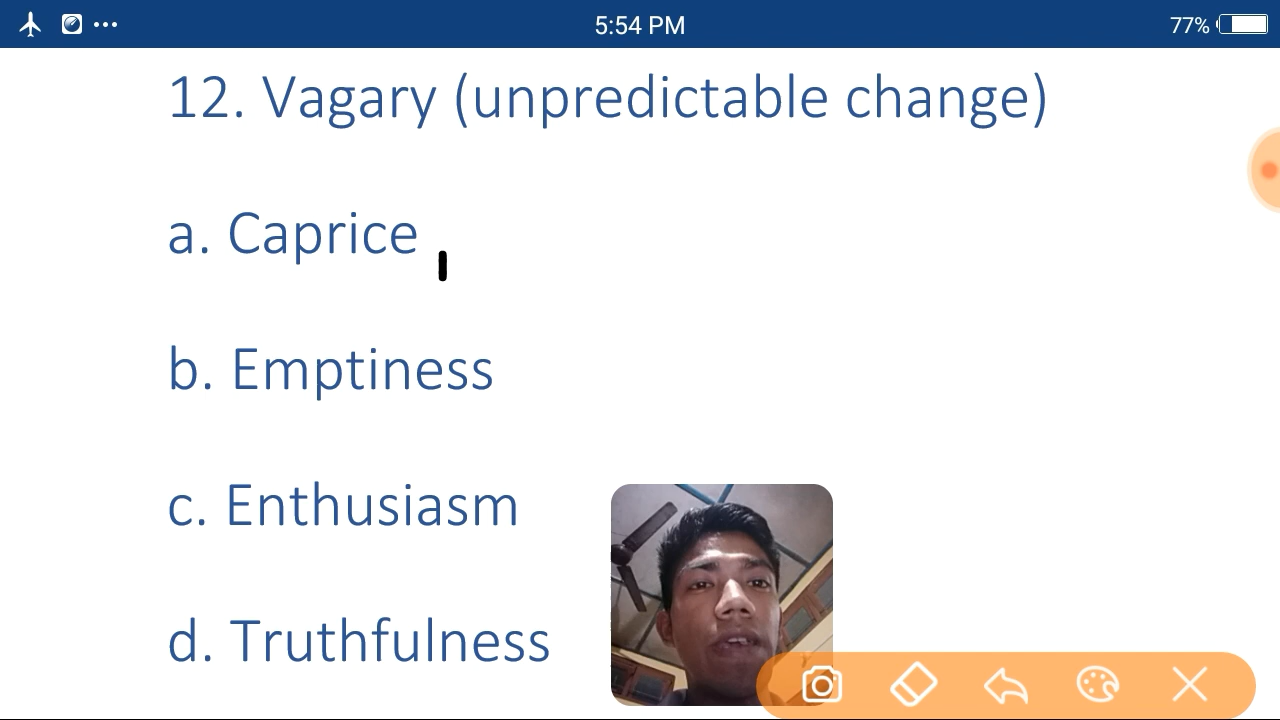 5:54 PM
77%
12. Vagary (unpredictable change)
a. Caprice
b. Emptiness
c. Enthusiasm
d. Truthfulness